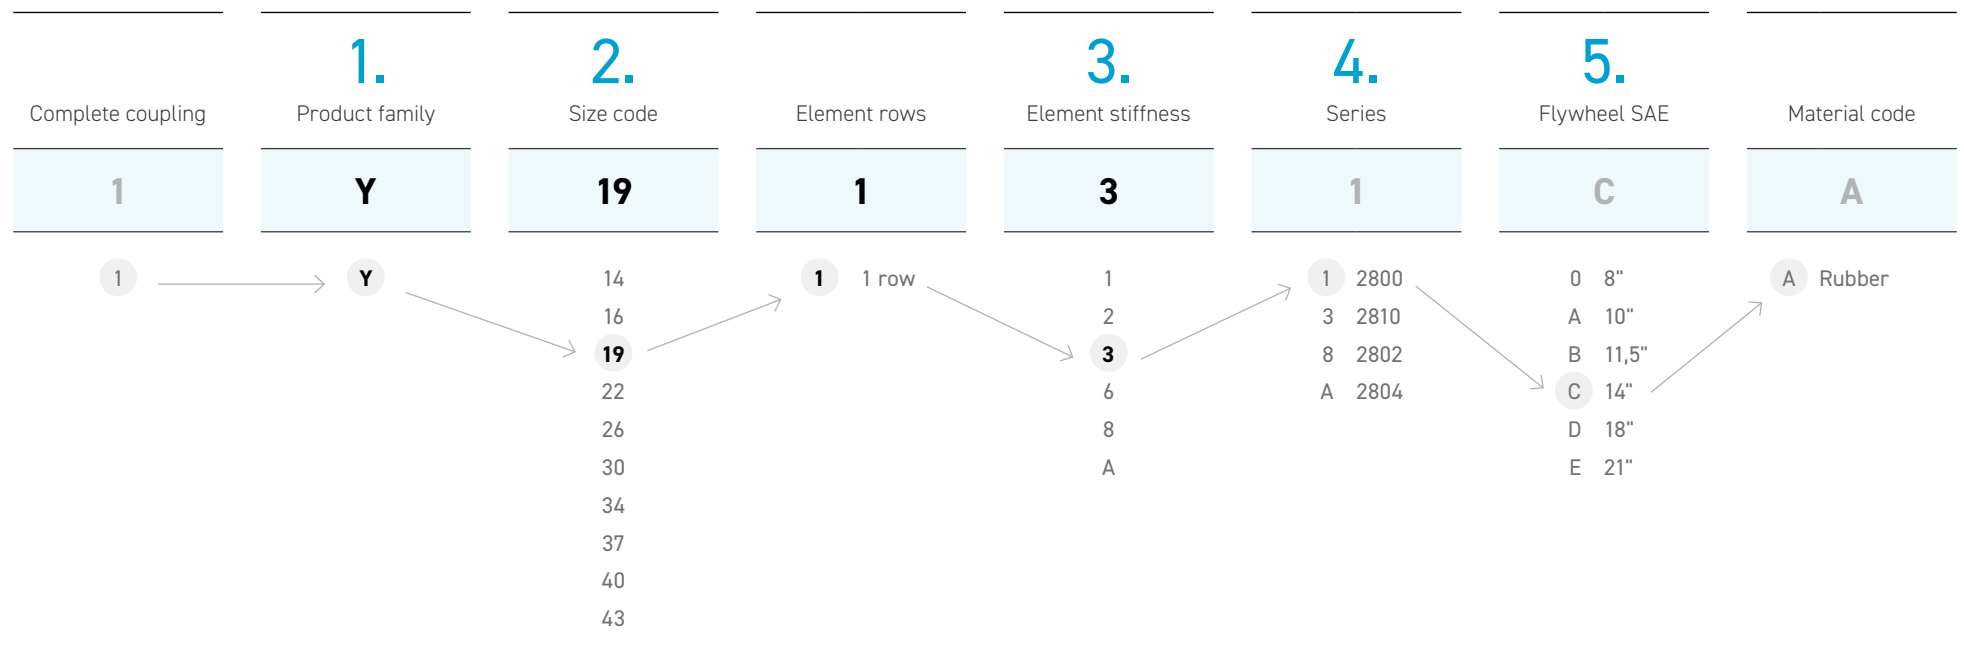 1. 2. 3. 4. 5.
Complete coupling Product family Size code Element rows Element stiffness Series Flywheel SAE Material code
1 Y 19 1 3 1 C A
1 Y 14 1 1 row 1 1 2800 0 8" A Rubber
16 2 3 2810 A 10"
19 3 8 2802 B 11,5"
22 6 A 2804 C 14"
26 8 D 18"
30 A E 21"
34
37
40
43